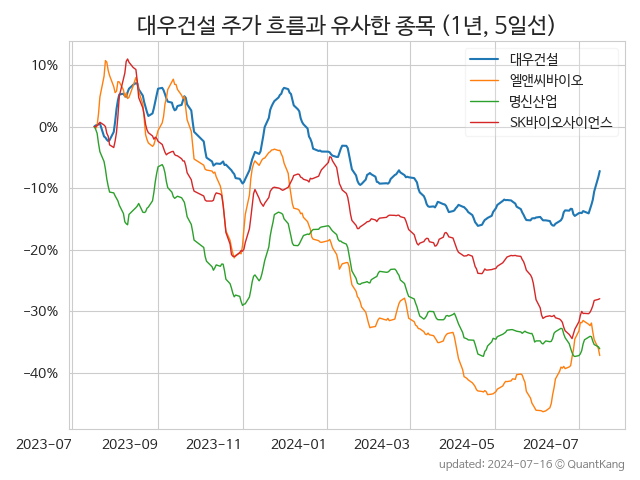 대우건설 주가 흐름과 유사한 종목 (1년, 5일선)
대우건설
엘앤씨바이오
명신산업
SK바이오사이언스
10%
0%
−10%
−20%
−30%
−40%
2023-07 2023-09 2023-11 2024-01 2024-03 2024-05 2024-07
updated: 2024-07-16 © QuantKang